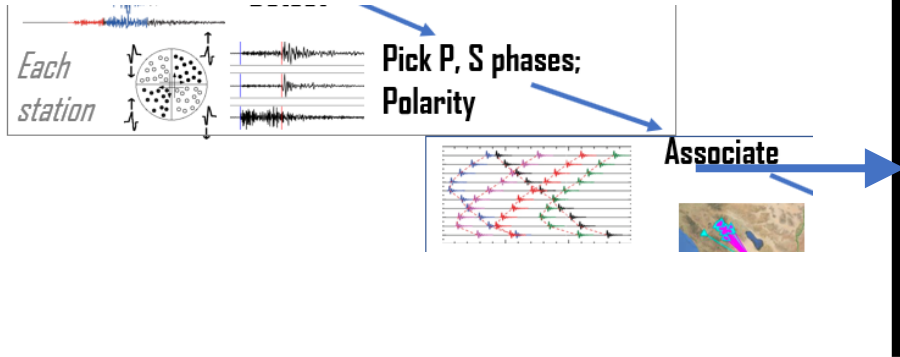 Each
station
Pick P, S phases;
Polarity
Associate